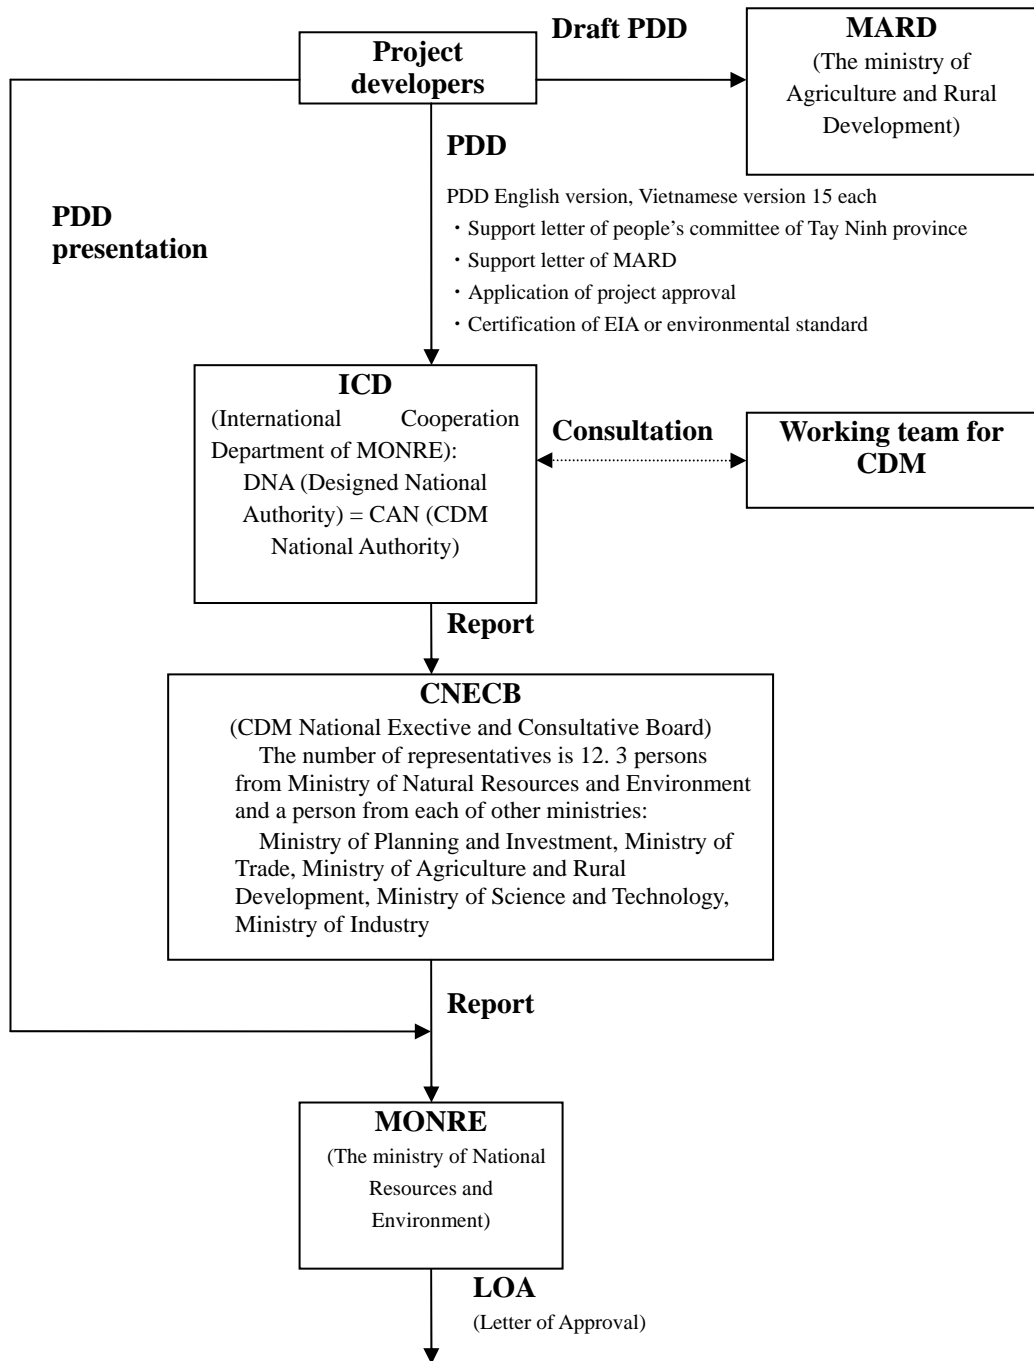 Draft PDD
Project
developers
MARD
(The ministry of
Agriculture and Rural
Development)
PDD
PDD
presentation
PDD English version, Vietnamese version 15 each
・Support letter of people’s committee of Tay Ninh province
・Support letter of MARD
・Application of project approval
・Certification of EIA or environmental standard
ICD
(International Cooperation
Department of MONRE):
DNA (Designed National
Authority) = CAN (CDM
National Authority)
Consultation
Working team for
CDM
Report
CNECB
(CDM National Exective and Consultative Board)
The number of representatives is 12. 3 persons
from Ministry of Natural Resources and Environment
and a person from each of other ministries:
Ministry of Planning and Investment, Ministry of
Trade, Ministry of Agriculture and Rural
Development, Ministry of Science and Technology,
Ministry of Industry
Report
MONRE
(The ministry of National
Resources and
Environment)
LOA
(Letter of Approval)